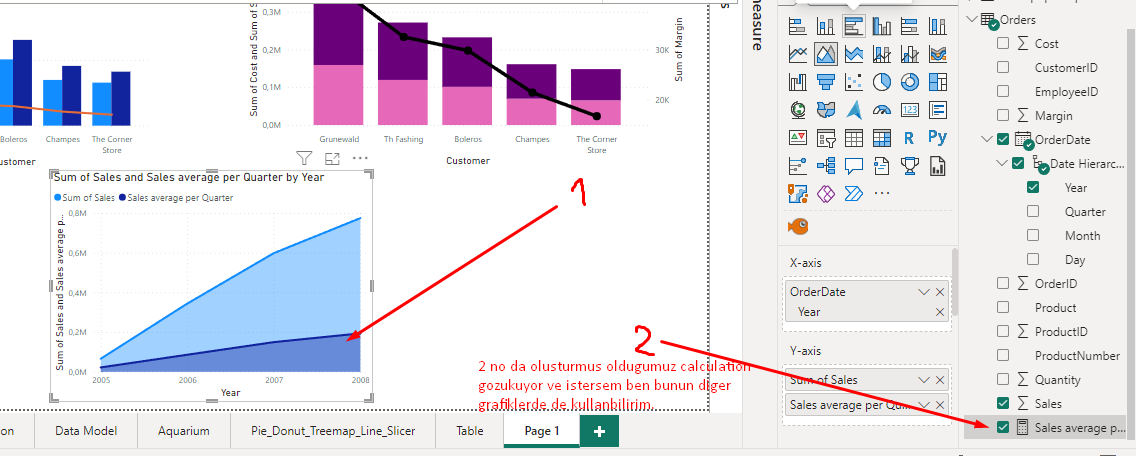 Orders
Cost
CustomerID
EmployeeID
Margin
OrderDate
Date Hierarc...
Year
Quarter
Month
Day
OrderID
Product
ProductID
ProductNumber
Quantity
Sales
Sales average p...
measure
123
R Py
X-axis
OrderDate
Year
Y-axis
Sum of Sales
Sales average per Qu
Boleros Champes The Corner
Store
ustomer
Sum of Cost and Sum of S
0,3M
0,2M
0,1M
0,0M
30K
20K
Sum of Margin
Grunewald Th Fashing Boleros Champes The Corner
Store
Customer
Sum of Sales and Sales average per Quarter by Year
Sum of Sales Sales average per Quarter
Sum of Sales and Sales average p...
0,8M
0,6M
0,4M
0,2M
0,0M
2005 2006 2007 2008
Year
1
2
2 no da olusturmus oldugumuz calculation
gozukuyor ve istersem ben bunun diger
grafiklerde de kullanbilirim.
on Data Model Aquarium Pie_Donut_Treemap_Line_Slicer Table Page 1 +